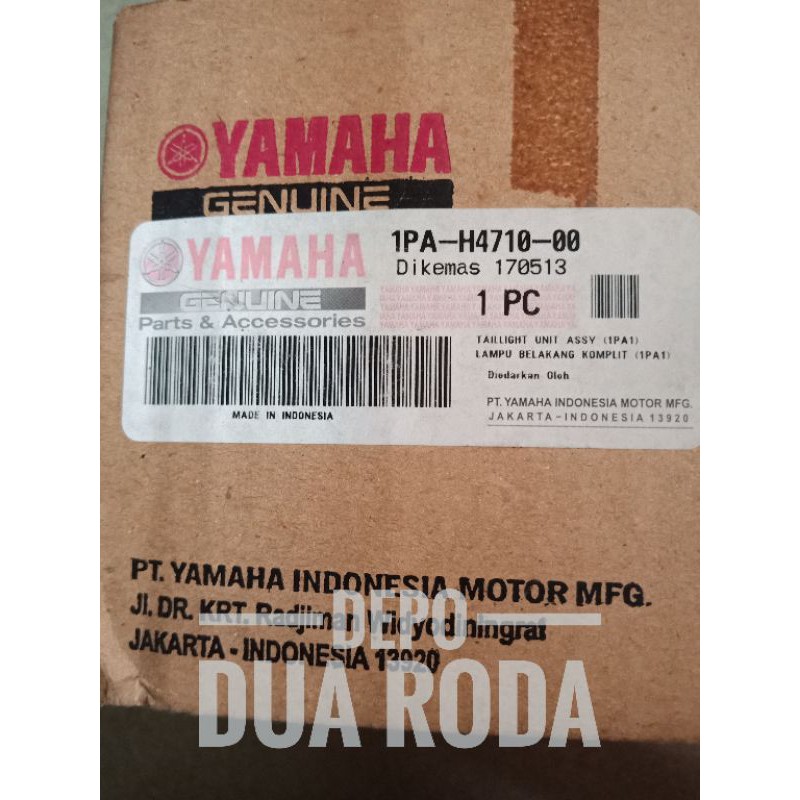 YAMAHA
GENUINE
YAMAHA
GENUINE
Parts & Accessories
MADE IN INDONESIA
1PA-H4710-00
Dikemas 170513
1 PC
TAILLIGHT UNIT ASSY (1PA1)
LAMPU BELAKANG KOMPLIT (1PA1)
Diedarkan Oleh
PT. YAMAHA INDONESIA MOTOR MFG.
JAKARTA-INDONESIA 13920
PT. YAMAHA INDONESIA MOTOR MFG.
Jl. DR. KRT. Radjiman Widyodiningrat
JAKARTA - INDONESIA 13920
DEPO
DUA RODA